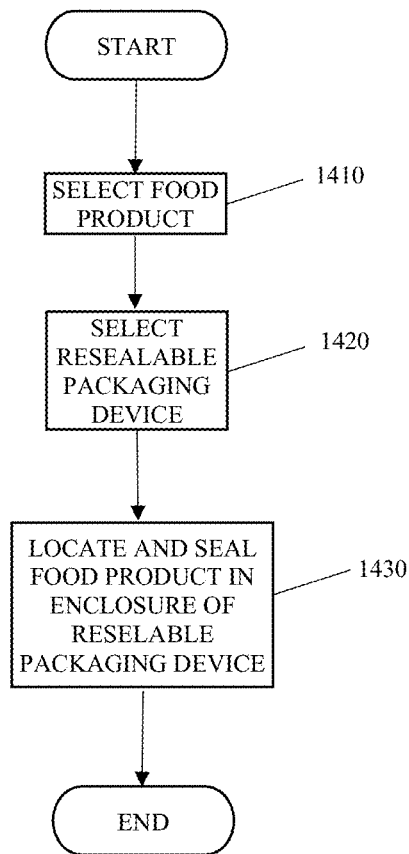 START
SELECT FOOD
PRODUCT
1410
SELECT
RESEALABLE
PACKAGING
DEVICE
1420
LOCATE AND SEAL
FOOD PRODUCT IN
ENCLOSURE OF
RESELABLE
PACKAGING DEVICE
1430
END